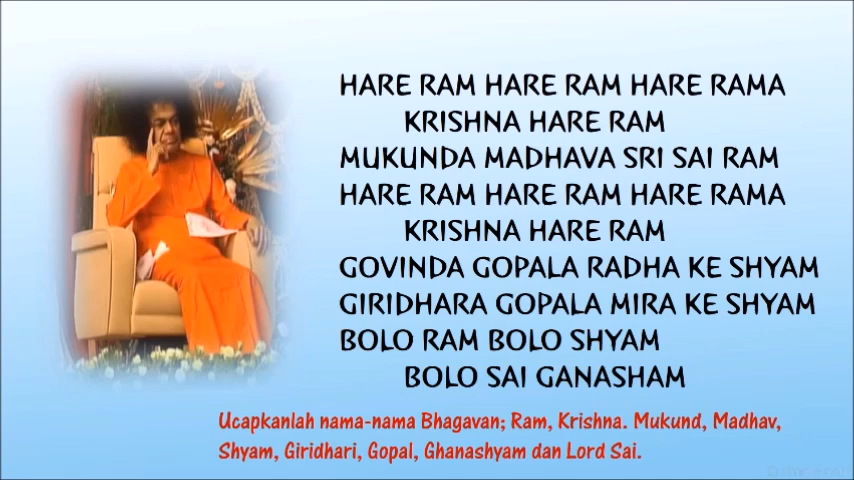 HARE RAM HARE RAM HARE RAMA
KRISHNA HARE RAM
MUKUNDA MADHAVA SRI SAI RAM
HARE RAM HARE RAM HARE RAMA
KRISHNA HARE RAM
GOVINDA GOPALA RADHA KE SHYAM
GIRIDHARA GOPALA MIRA KE SHYAM
BOLO RAM BOLO SHYAM
BOLO SAI GANASHAM
Ucapkanlah nama-nama Bhagavan; Ram, Krishna. Mukund, Madhav,
Shyam, Giridhari, Gopal, Ghanashyam dan Lord Sai.